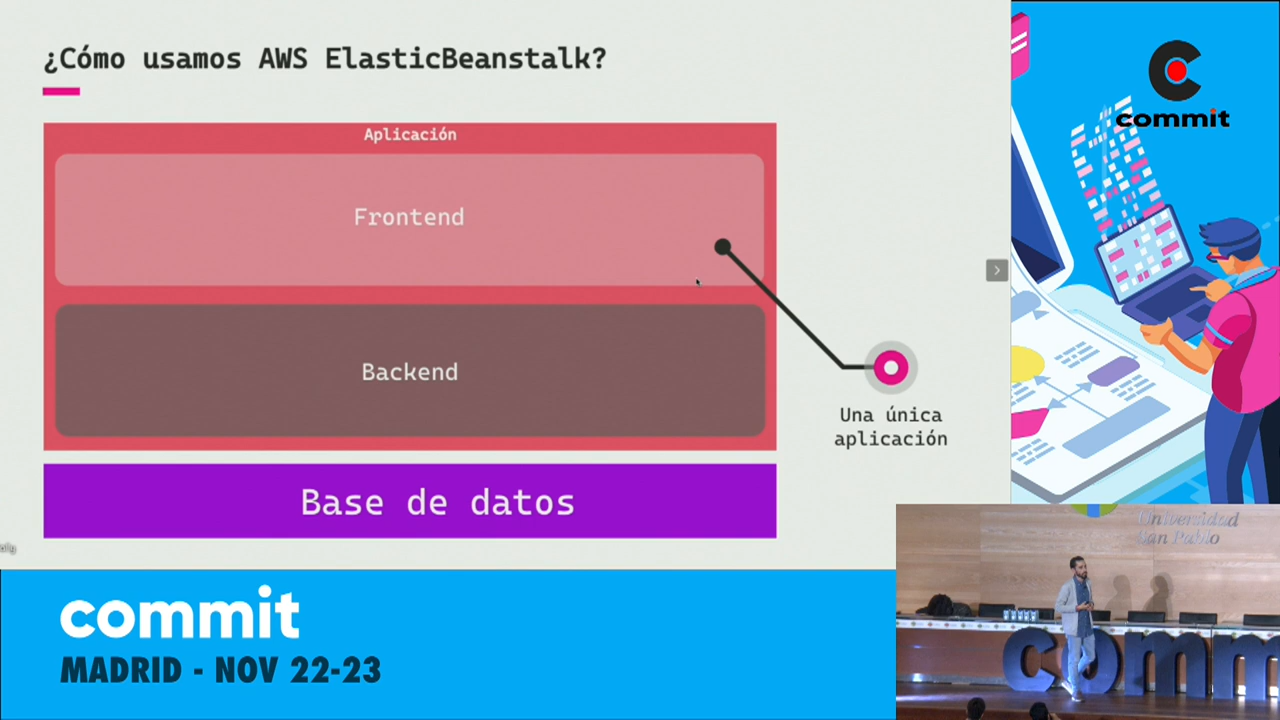 ¿Cómo usamos AWS ElasticBeanstalk?
Aplicación
Frontend
Backend
Una única
aplicación
Base de datos
commit
commit
MADRID - NOV 22-23
Universidad
San Pablo
comm